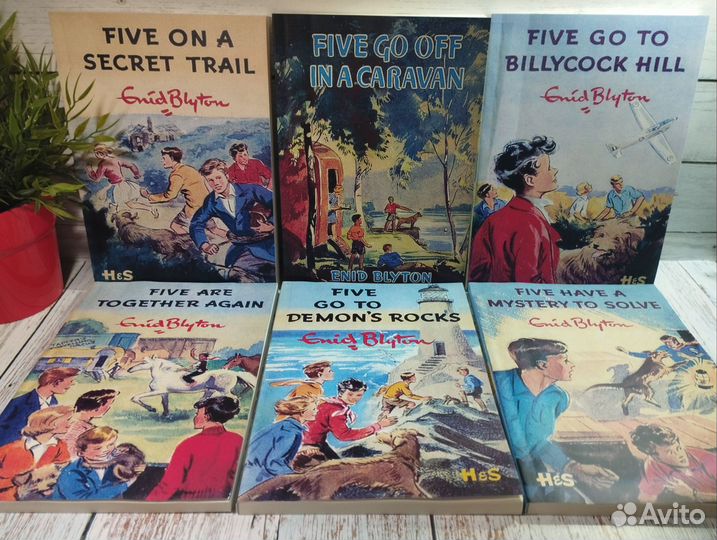 FIVE ON A
SECRET TRAIL
Enid Blyton
H&S
FIVE GO OFF
IN A CARAVAN
ENID BLYTON
FIVE GO TO
BILLYCOCK HILL
Enid Blyton
H&S
FIVE ARE
TOGETHER AGAIN
Enid Blyton
FIVE
GO TO
DEMON'S ROCKS
Enid Blyton
H&S
FIVE HAVE A
MYSTERY TO SOLVE
Enid Blyton
H&S
Avito